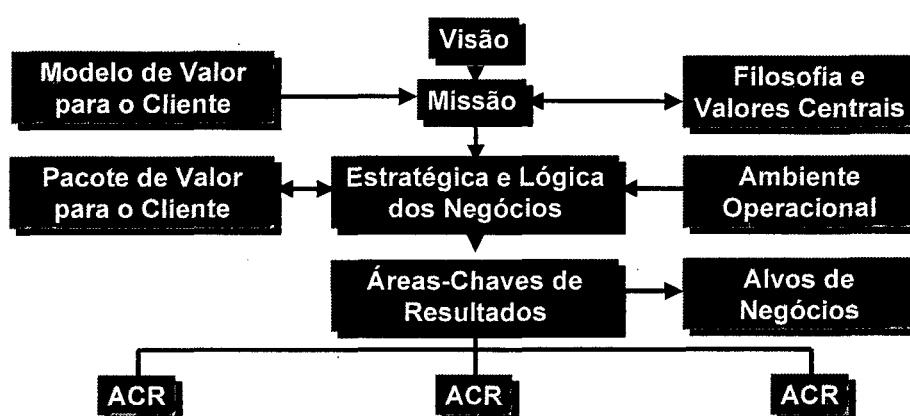 Visão
Modelo de Valor
para o Cliente
Missão
Filosofia e
Valores Centrais
Pacote de Valor
para o Cliente
Estratégica e Lógica
dos Negócios
Ambiente
Operacional
Áreas-Chaves de
Resultados
Alvos de
Negócios
ACR
ACR
ACR